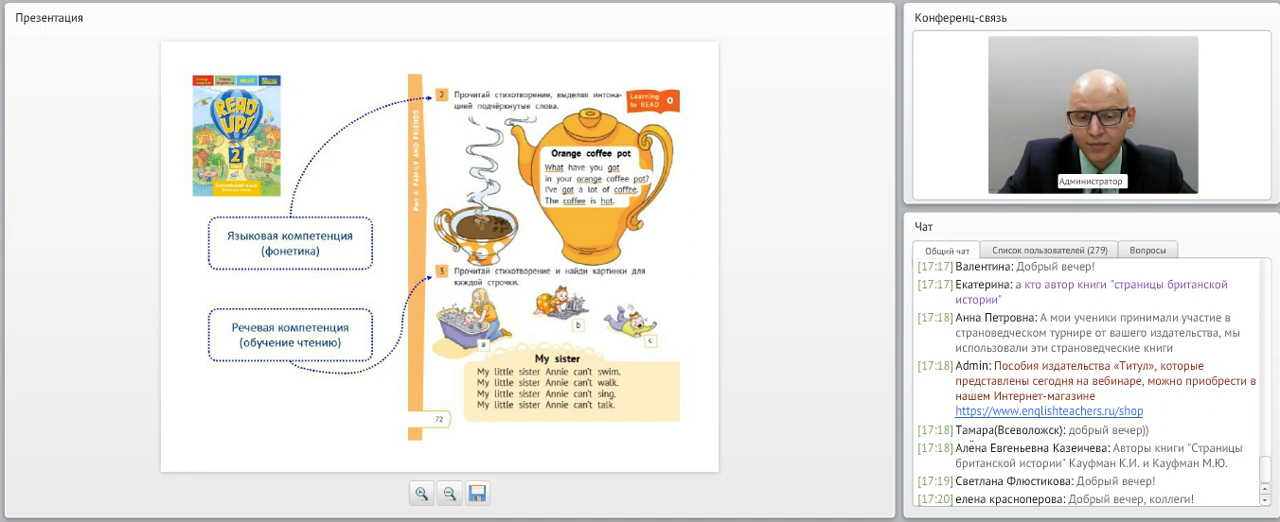 Презентация
READ UP!
2
Языковая компетенция
(фонетика)
Речевая компетенция
(обучение чтению)
Part 4 FAMILY AND FRIENDS
2 Прочитай стихотворение, выделяя интона-
цией подчёркнутые слова.
Learning
to READ
Orange coffee pot
What have you got
in your orange coffee pot?
I've got a lot of coffee.
The coffee is hot.
3 Прочитай стихотворение и найди картинки для
каждой строчки.
a
b
c
My sister
My little sister Annie can't swim.
My little sister Annie can't walk.
My little sister Annie can't sing.
My little sister Annie can't talk.
72
Конференц-связь
Администратор
Чат
Общий чат
Список пользователей (279)
Вопросы
[17:17] Валентина: Добрый вечер!
[17:17] Екатерина: а кто автор книги "страницы британской
истории"
[17:18] Анна Петровна: А мои ученики принимали участие в
страноведческом турнире от вашего издательства, мы
использовали эти страноведческие книги
[17:18] Admin: Пособия издательства «Титул», которые
представлены сегодня на вебинаре, можно приобрести в
нашем Интернет-магазине
https://www.englishteachers.ru/shop
[17:18] Тамара(Всеволожск): добрый вечер))
[17:18] Алёна Евгеньевна Казеичева: Авторы книги "Страницы
британской истории" Кауфман К.И. и Кауфман М.Ю.
[17:19] Светлана Флюстикова: Добрый вечер!
[17:20] елена красноперова: Добрый вечер, коллеги!